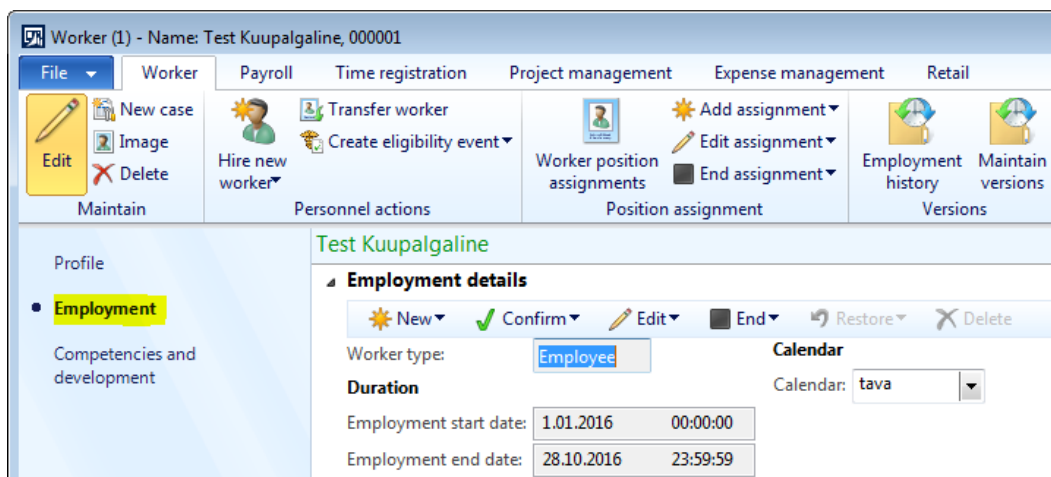 Worker (1) - Name: Test Kuupalgaline, 000001
File Worker Payroll Time registration Project management Expense management Retail
Edit
New case
Image
Delete
Maintain
Hire new
worker
Transfer worker
Create eligibility event
Personnel actions
Worker position
assignments
Add assignment
Edit assignment
End assignment
Position assignment
Employment
history
Maintain
versions
Versions
Profile
Employment
Competencies and
development
Test Kuupalgaline
Employment details
New Confirm Edit End Restore Delete
Worker type: Employee
Duration
Employment start date: 1.01.2016 00:00:00
Employment end date: 28.10.2016 23:59:59
Calendar
Calendar: tava